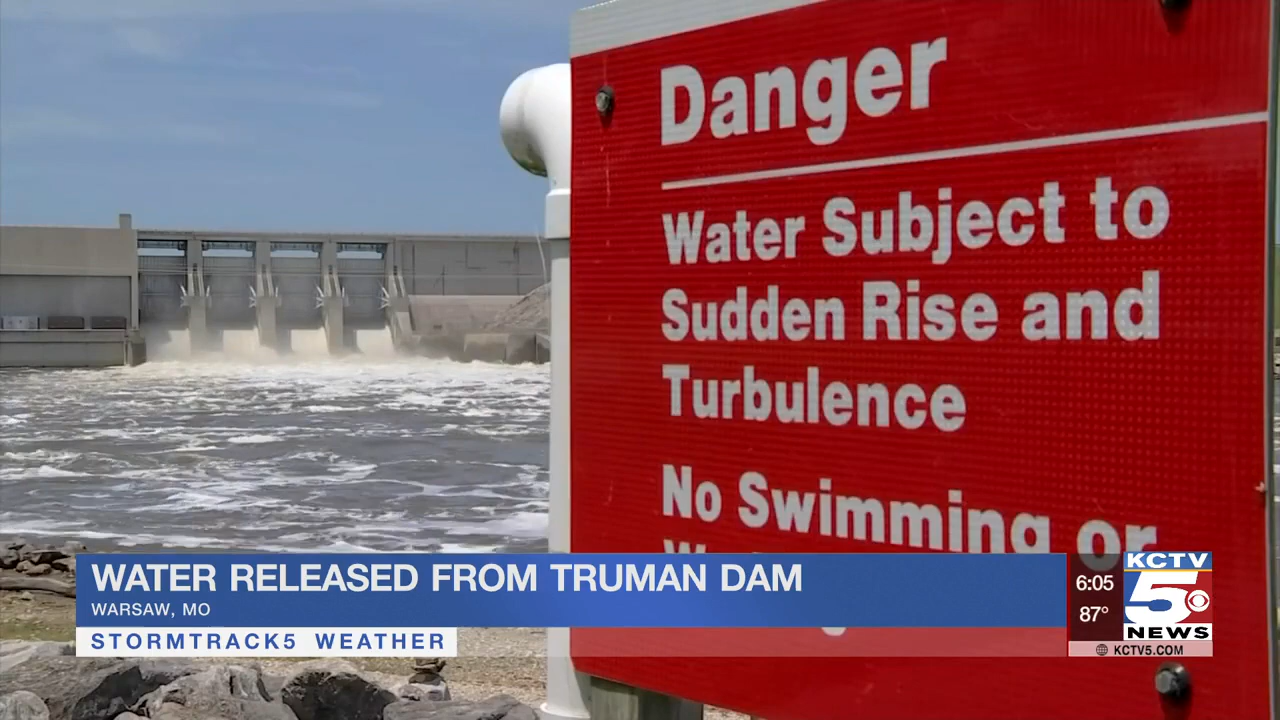 Danger
Water Subject to
Sudden Rise and
Turbulence
No Swimming or
WATER RELEASED FROM TRUMAN DAM
WARSAW, MO
STORMTRACK5 WEATHER
6:05
87°
KCTV
5
NEWS
KCTV5.COM